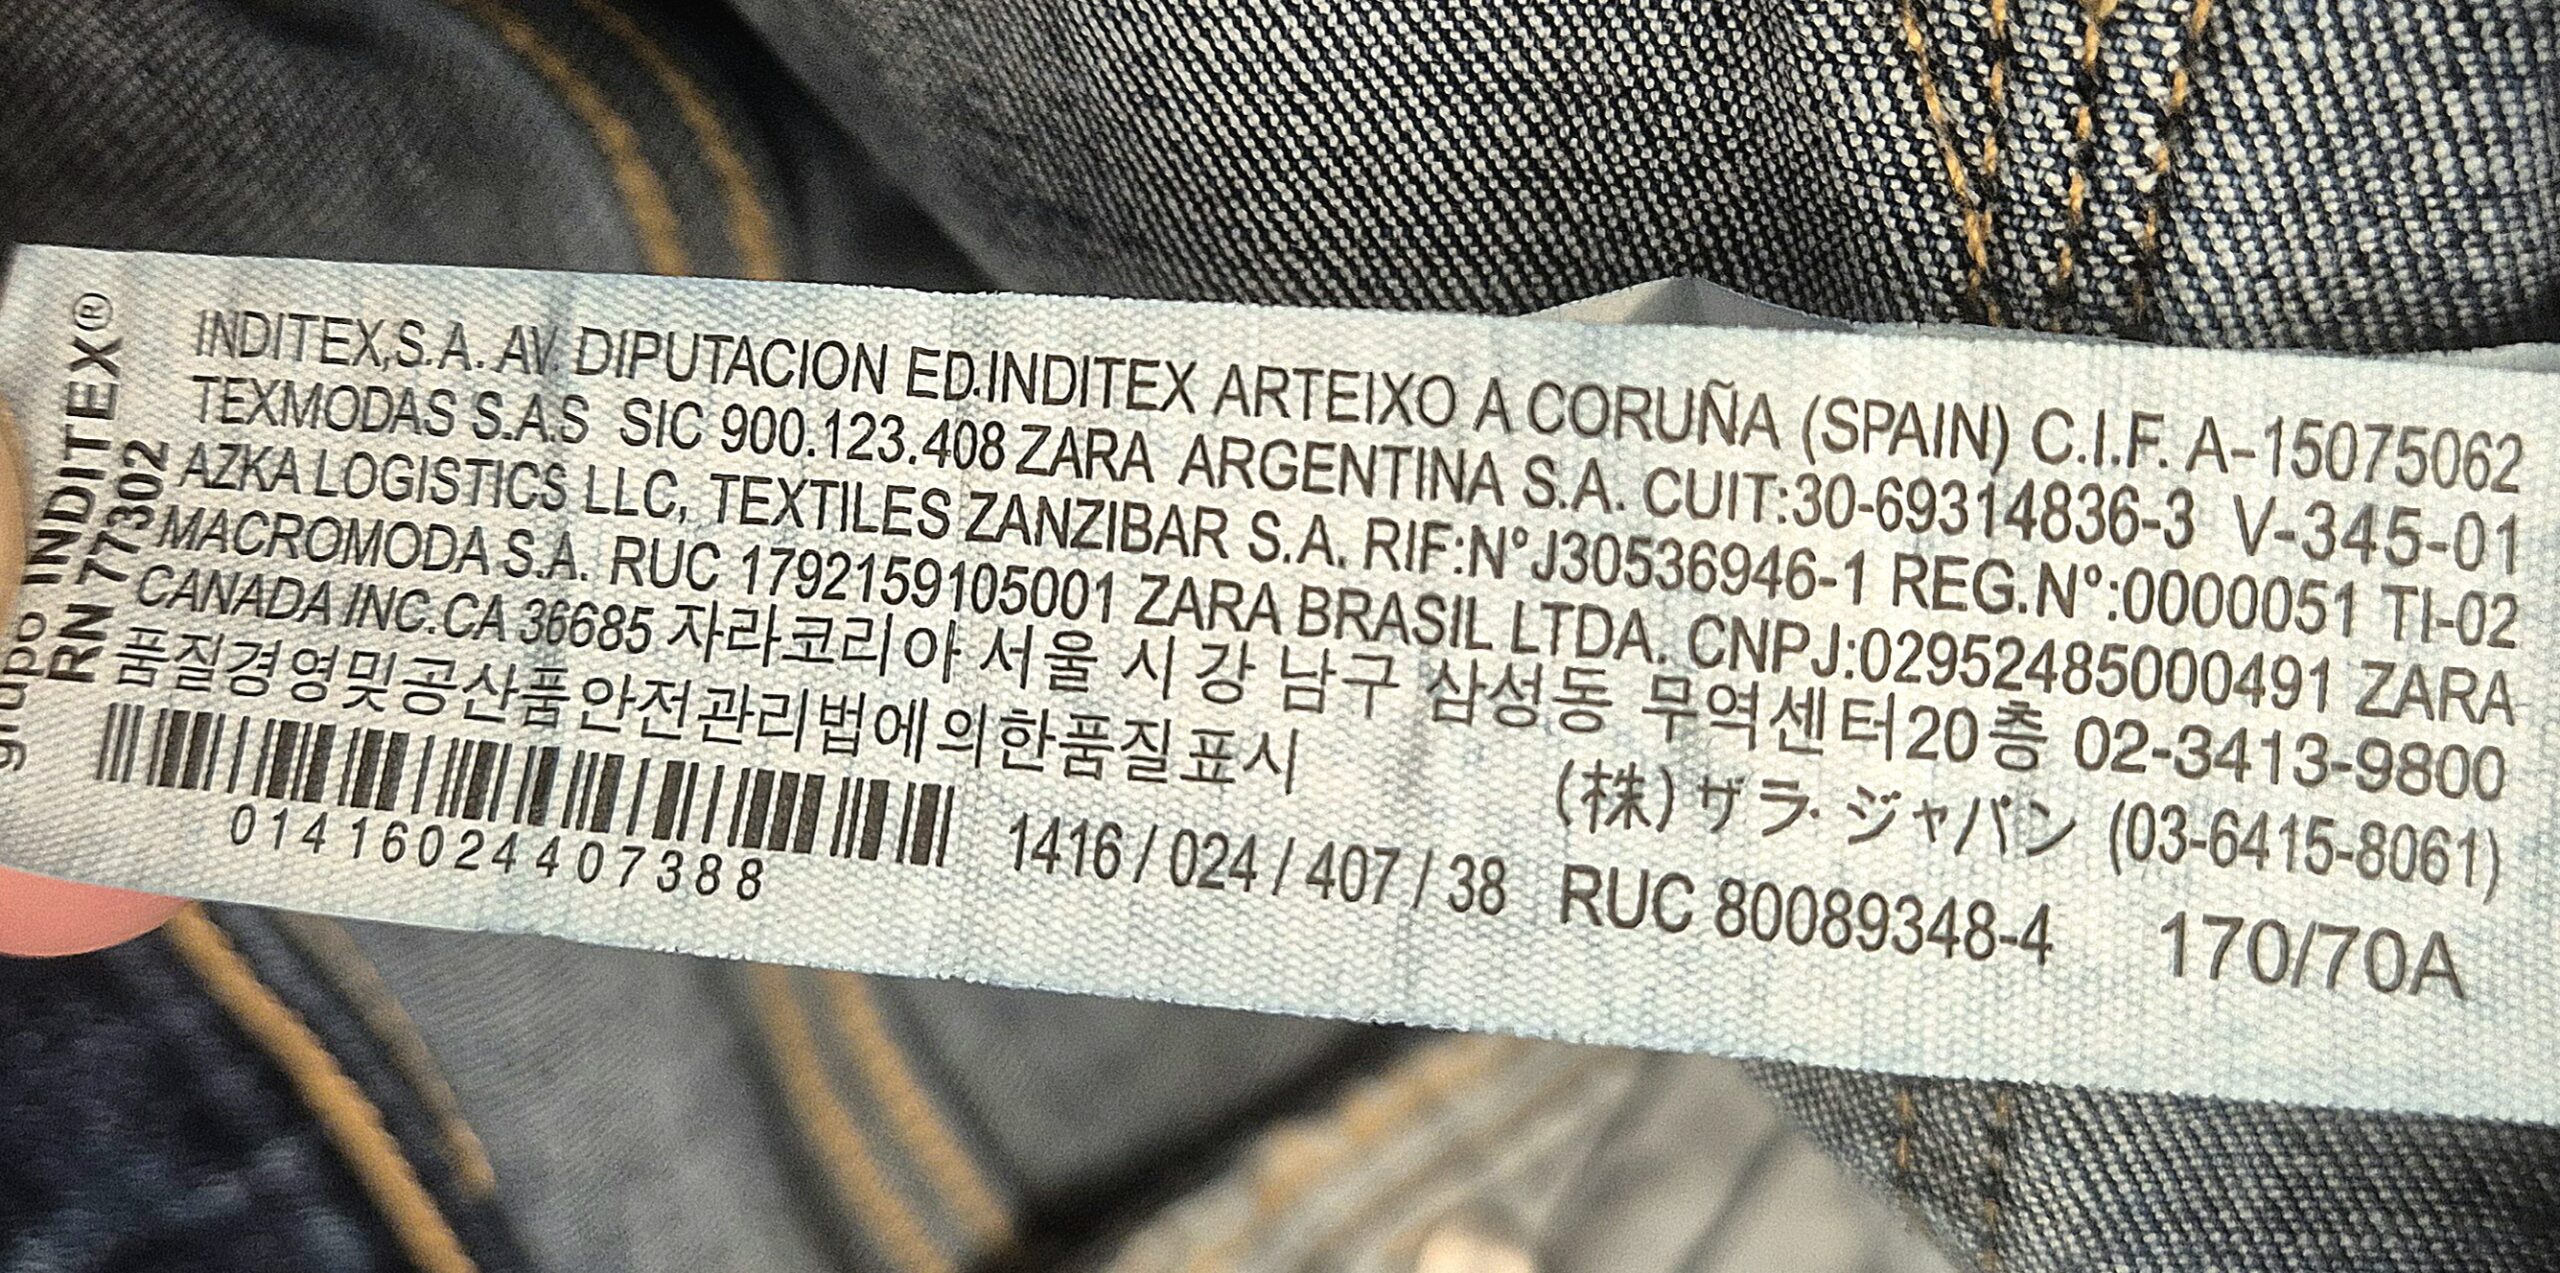 grupo INDITEX®
RN 77302
INDITEX,S.A. AV. DIPUTACION ED.INDITEX ARTEIXO A CORUÑA (SPAIN) C.I.F. A-15075062
TEXMODAS S.A.S SIC 900.123.408 ZARA ARGENTINA S.A. CUIT:30-69314836-3 V-345-01
AZKA LOGISTICS LLC, TEXTILES ZANZIBAR S.A. RIF:N°J30536946-1 REG.N°:0000051 TI-02
MACROMODA S.A. RUC 1792159105001 ZARA BRASIL LTDA. CNPJ:02952485000491 ZARA
CANADA INC.CA 36685 자라코리아 서울 시 강 남구 삼성동 무역센터20층 02-3413-9800
품질경영및공산품안전관리법에의한품질표시 (株) ザラ・ジャパン (03-6415-8061)
01416024407388 1416 / 024 / 407 / 38 RUC 80089348-4 170/70A